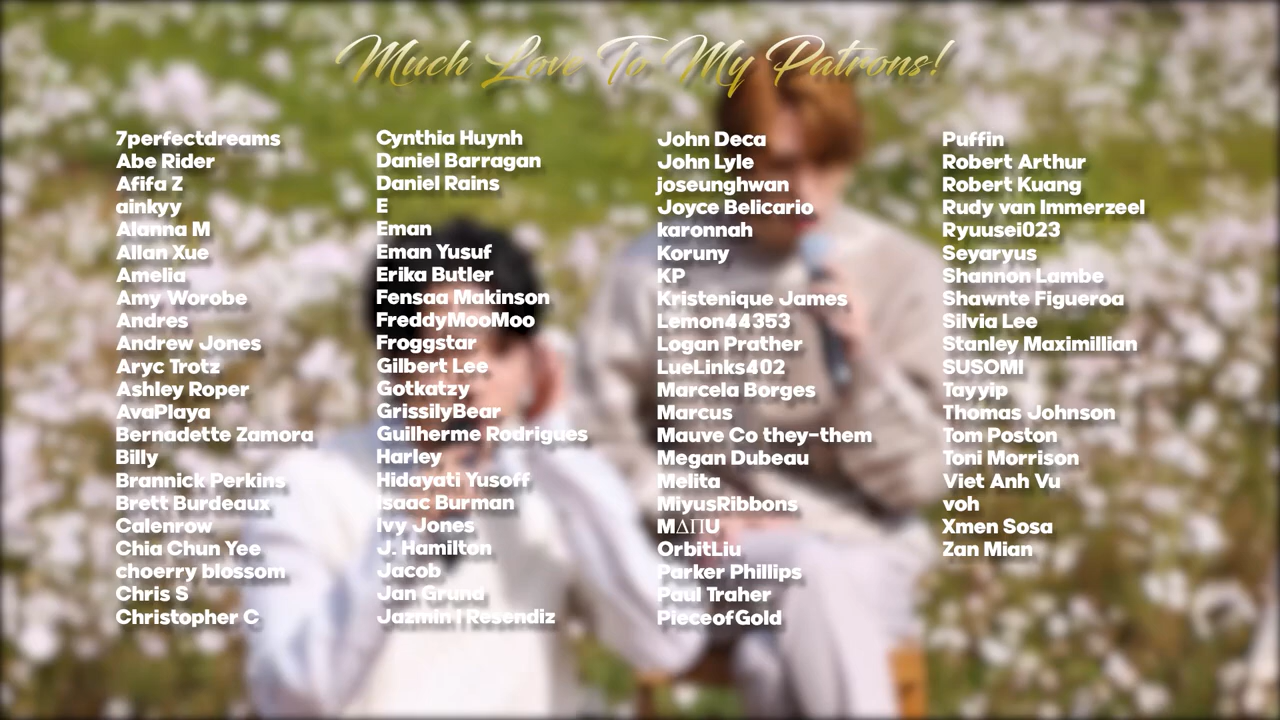 Much Love To My Patrons!
7perfectdreams
Abe Rider
Afifa Z
ainkyy
Alanna M
Allan Xue
Amelia
Amy Worobe
Andres
Andrew Jones
Aryc Trotz
Ashley Roper
AvaPlaya
Bernadette Zamora
Billy
Brannick Perkins
Brett Burdeaux
Calenrow
Chia Chun Yee
choerry blossom
Chris S
Christopher C
Cynthia Huynh
Daniel Barragan
Daniel Rains
E
Eman
Eman Yusuf
Erika Butler
Fensaa Makinson
FreddyMooMoo
Froggstar
Gilbert Lee
Gotkatzy
GrissilyBear
Guilherme Rodrigues
Harley
Hidayati Yusoff
Isaac Burman
Ivy Jones
J. Hamilton
Jacob
Jan Grund
Jazmin I Resendiz
John Deca
John Lyle
joseunghwan
Joyce Belicario
karonnah
Koruny
KP
Kristenique James
Lemon44353
Logan Prather
LueLinks402
Marcela Borges
Marcus
Mauve Co they-them
Megan Dubeau
Melita
MiyusRibbons
MΔΠU
OrbitLiu
Parker Phillips
Paul Traher
PieceofGold
Puffin
Robert Arthur
Robert Kuang
Rudy van Immerzeel
Ryuusei023
Seyaryus
Shannon Lambe
Shawnte Figueroa
Silvia Lee
Stanley Maximillian
SUSOMI
Tayyip
Thomas Johnson
Tom Poston
Toni Morrison
Viet Anh Vu
voh
Xmen Sosa
Zan Mian